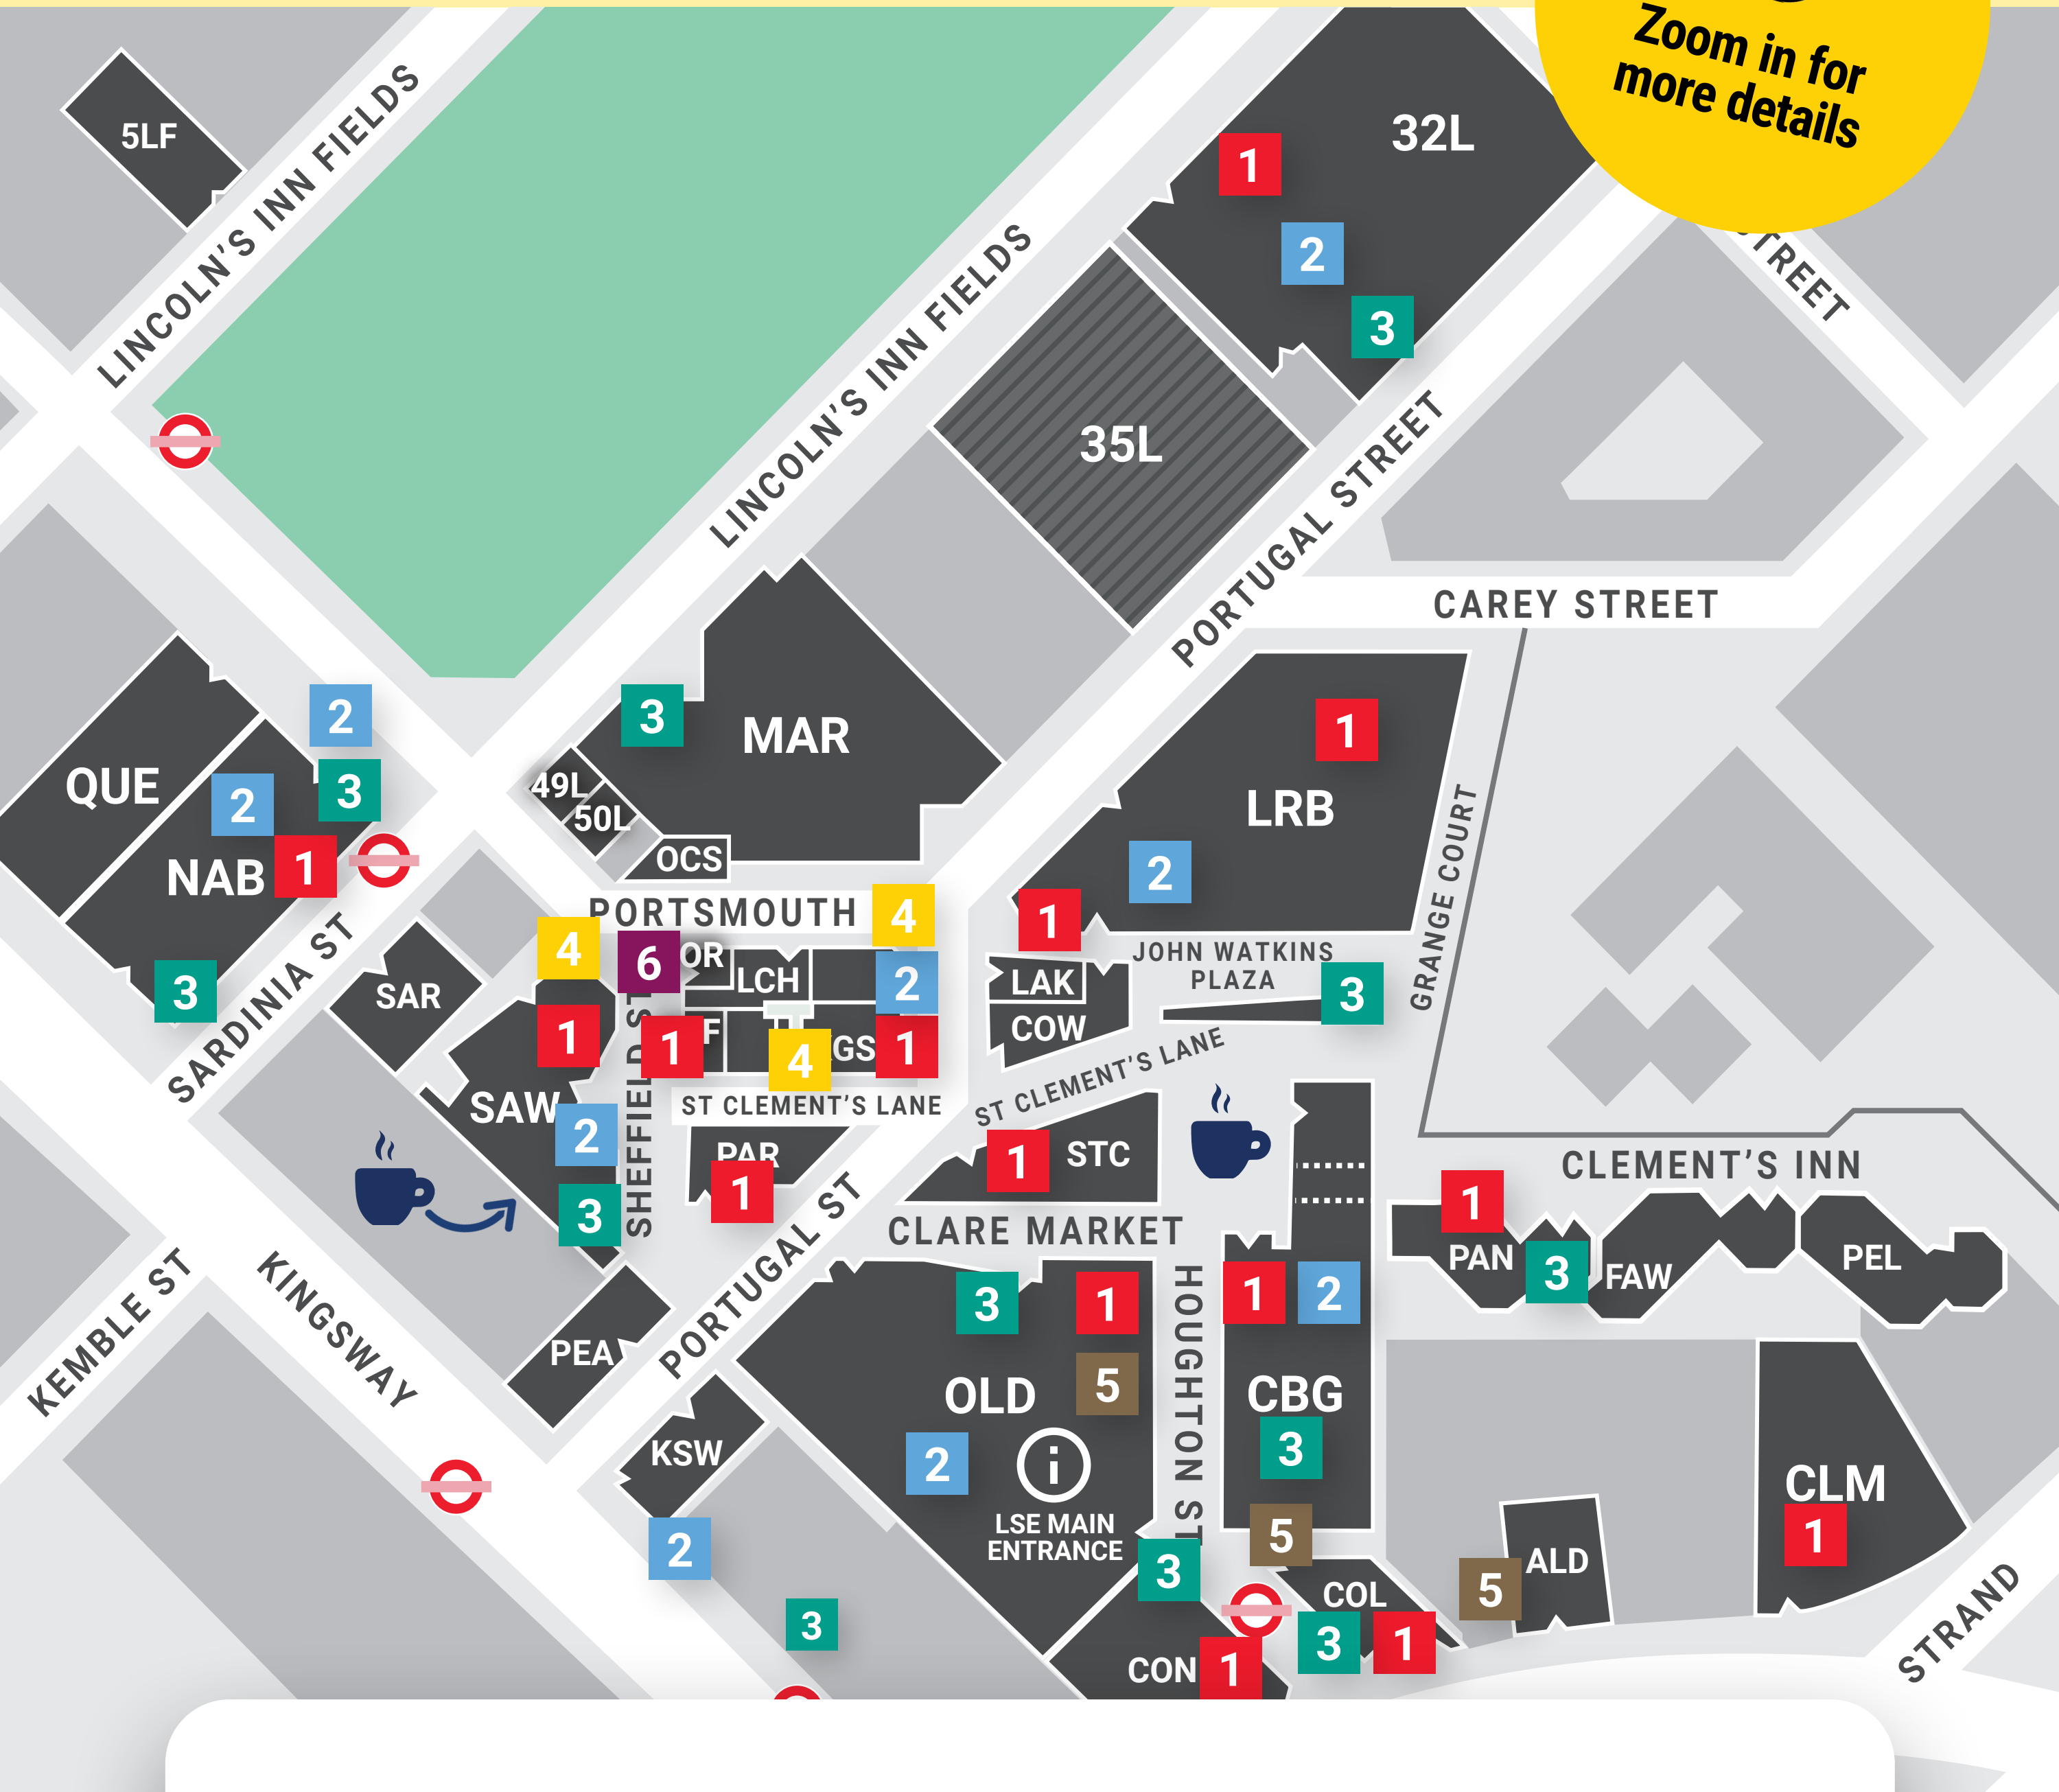 Zoom in for
more details
5LF
LINCOLN'S INN FIELDS
32L
1
2
3
STREET
LINCOLN'S INN FIELDS
35L
PORTUGAL STREET
CAREY STREET
QUE
2
2
3
NAB
1
3
SARDINIA ST
3
MAR
49L
50L
OCS
1
LRB
2
1
GRANGE COURT
PORTSMOUTH
4
4
6
OR
LCH
2
SAR
1
1
F
4
GS
1
SAW
2
3
SHEFFIELD ST
ST CLEMENT'S LANE
PAR
1
LAK
COW
JOHN WATKINS
PLAZA
3
ST CLEMENT'S LANE
1
STC
CLARE MARKET
CLEMENT'S INN
1
PAN
3
FAW
PEL
KEMBLE ST
KINGSWAY
PEA
PORTUGAL ST
KSW
2
3
3
1
5
OLD
2
i
LSE MAIN
ENTRANCE
HOUGHTON ST
1
2
CBG
3
5
3
CON
1
COL
3
1
5
ALD
CLM
1
STRAND